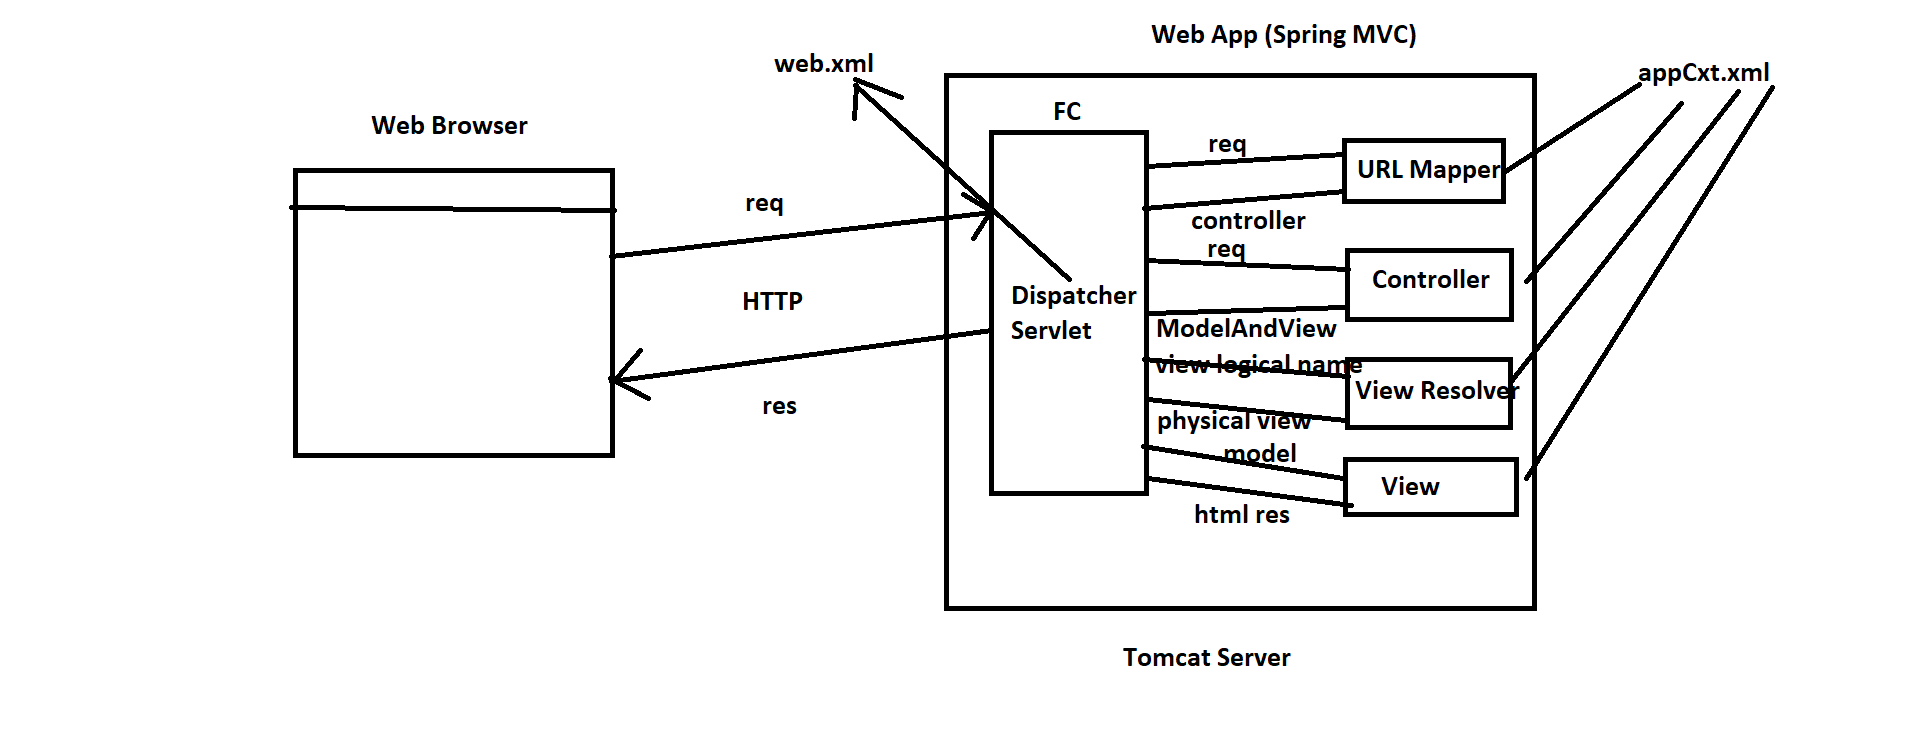 Web App (Spring MVC)
web.xml
appCxt.xml
Web Browser
FC
req
URL Mapper
req
controller
req
Controller
HTTP
Dispatcher
Servlet
ModelAndView
view logical name
View Resolver
res
physical view
model
View
html res
Tomcat Server